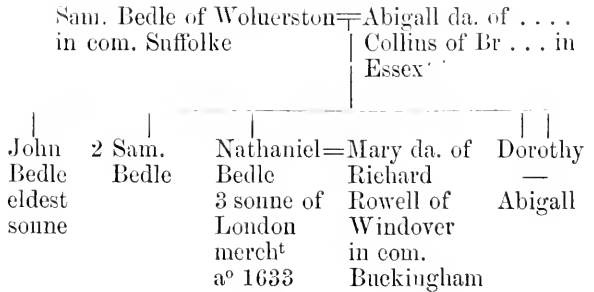 Sam. Bedle of Woluerston=Abigall da. of . . . .
in com. Suffolke
Collins of Br . . . in
Essex
John
Bedle
eldest
sonne
2 Sam.
Bedle
Nathaniel=Mary da. of
Bedle
3 sonne of
London
mercht
ao 1633
Richard
Rowell of
Windover
in com.
Buckingham
Dorothy
—
Abigall